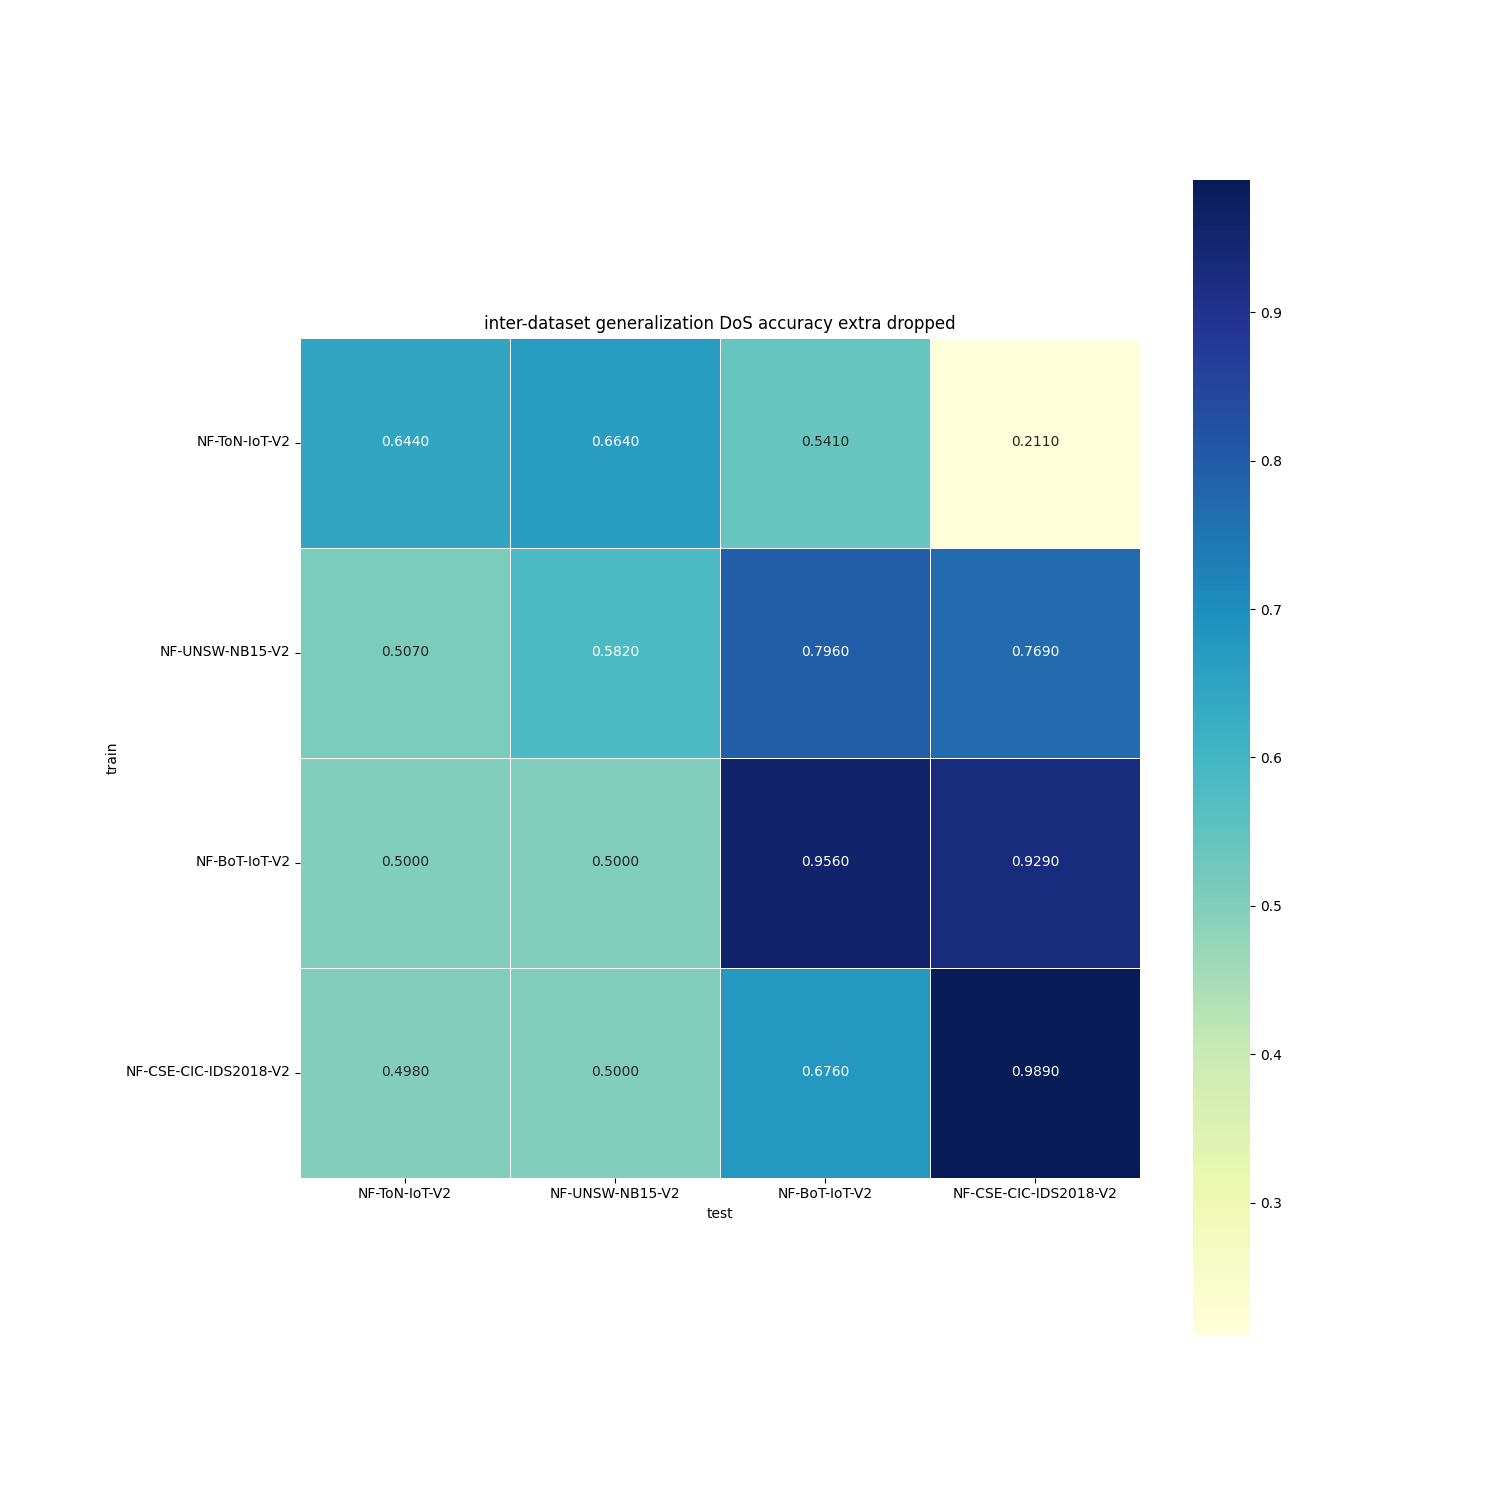 inter-dataset generalization DoS accuracy extra dropped
train
NF-ToN-IoT-V2 0.6440 0.6640 0.5410 0.2110
NF-UNSW-NB15-V2 0.5070 0.5820 0.7960 0.7690
NF-BoT-IoT-V2 0.5000 0.5000 0.9560 0.9290
NF-CSE-CIC-IDS2018-V2 0.4980 0.5000 0.6760 0.9890
NF-ToN-IoT-V2 NF-UNSW-NB15-V2 NF-BoT-IoT-V2 NF-CSE-CIC-IDS2018-V2
test
0.9
0.8
0.7
0.6
0.5
0.4
0.3